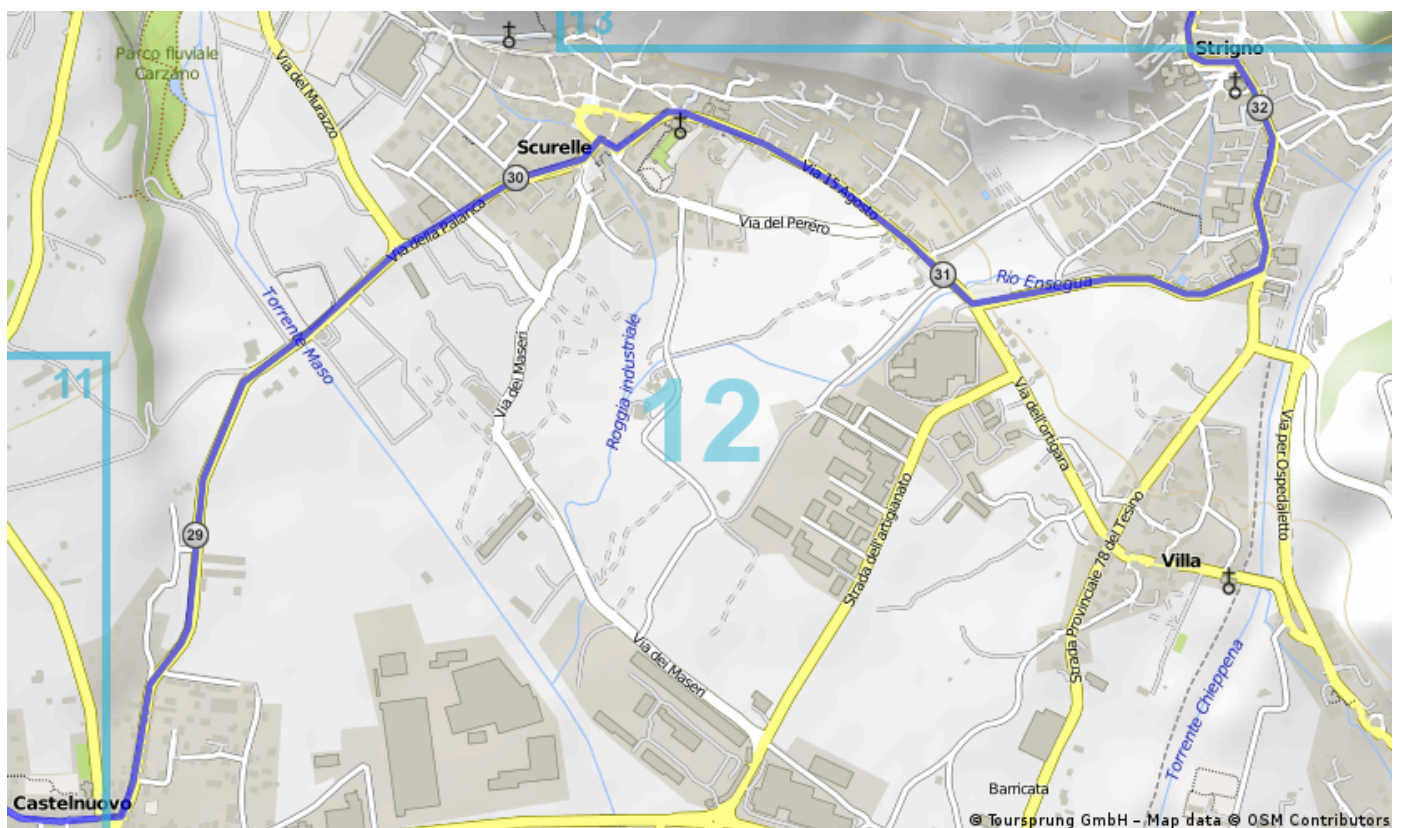 13
Parco fluviale
Carzano
Strigno
Via del Murazzo
32
Scurelle
30
Via 15 Agosto
Via della Palanca
Via del Peréro
31
Rio Ensegua
Torrente Maso
Via dei Maseri
Roggia industriale
11
12
Via dell'ortigara
Via per Ospedaletto
29
Strada dell'artigianato
Strada Provinciale 78 del Tesino
Villa
Via dei Maseri
Torrente Chieppena
Barricata
Castelnuovo
© Toursprung GmbH – Map data © OSM Contributors